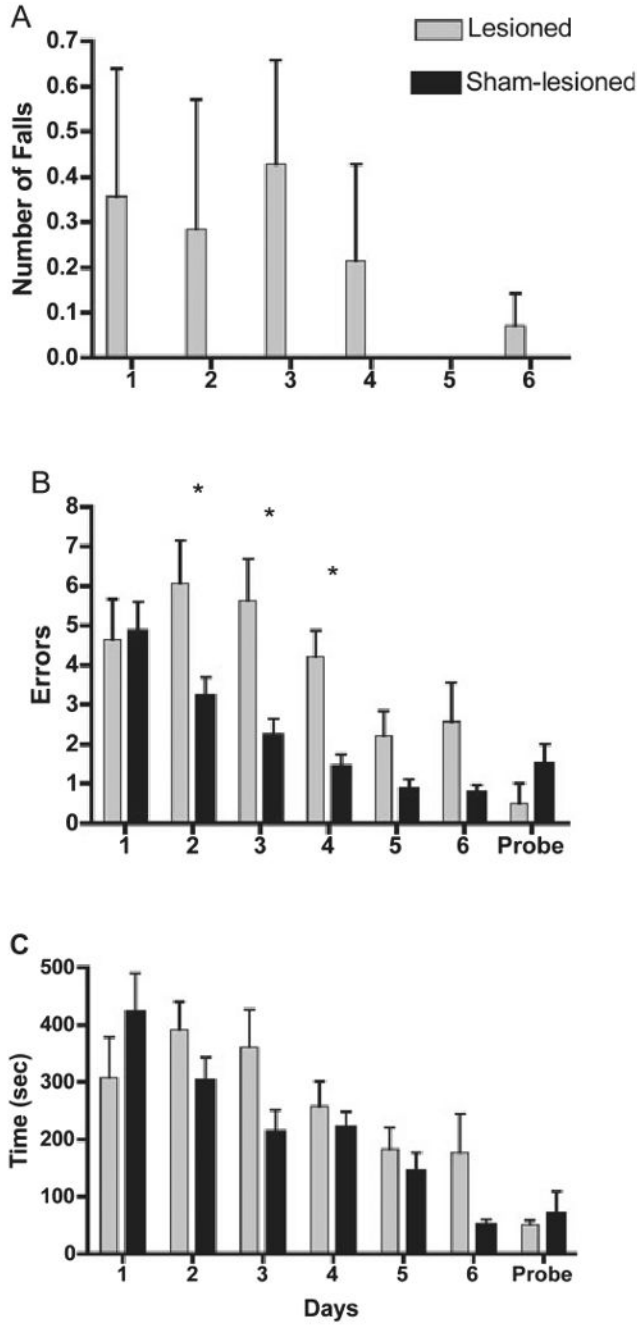 A
Lesioned
Sham-lesioned
Number of Falls
0.7
0.6
0.5
0.4
0.3
0.2
0.1
0.0
1 2 3 4 5 6
B
Errors
8
7
6
5
4
3
2
1
0
* * *
1 2 3 4 5 6 Probe
C
Time (sec)
500
400
300
200
100
0
1 2 3 4 5 6 Probe
Days